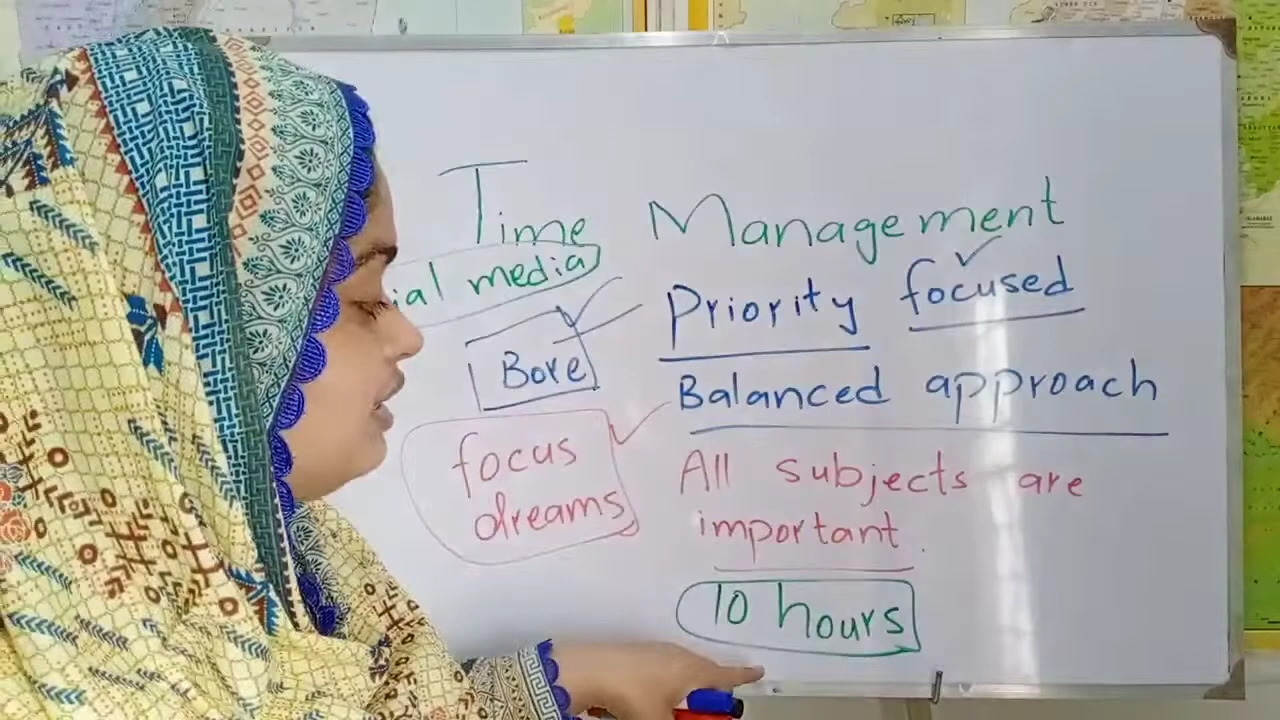 Time Management
ial media
Priority focused
Bore
Balanced approach
focus
dreams
All subjects are
important.
10 hours